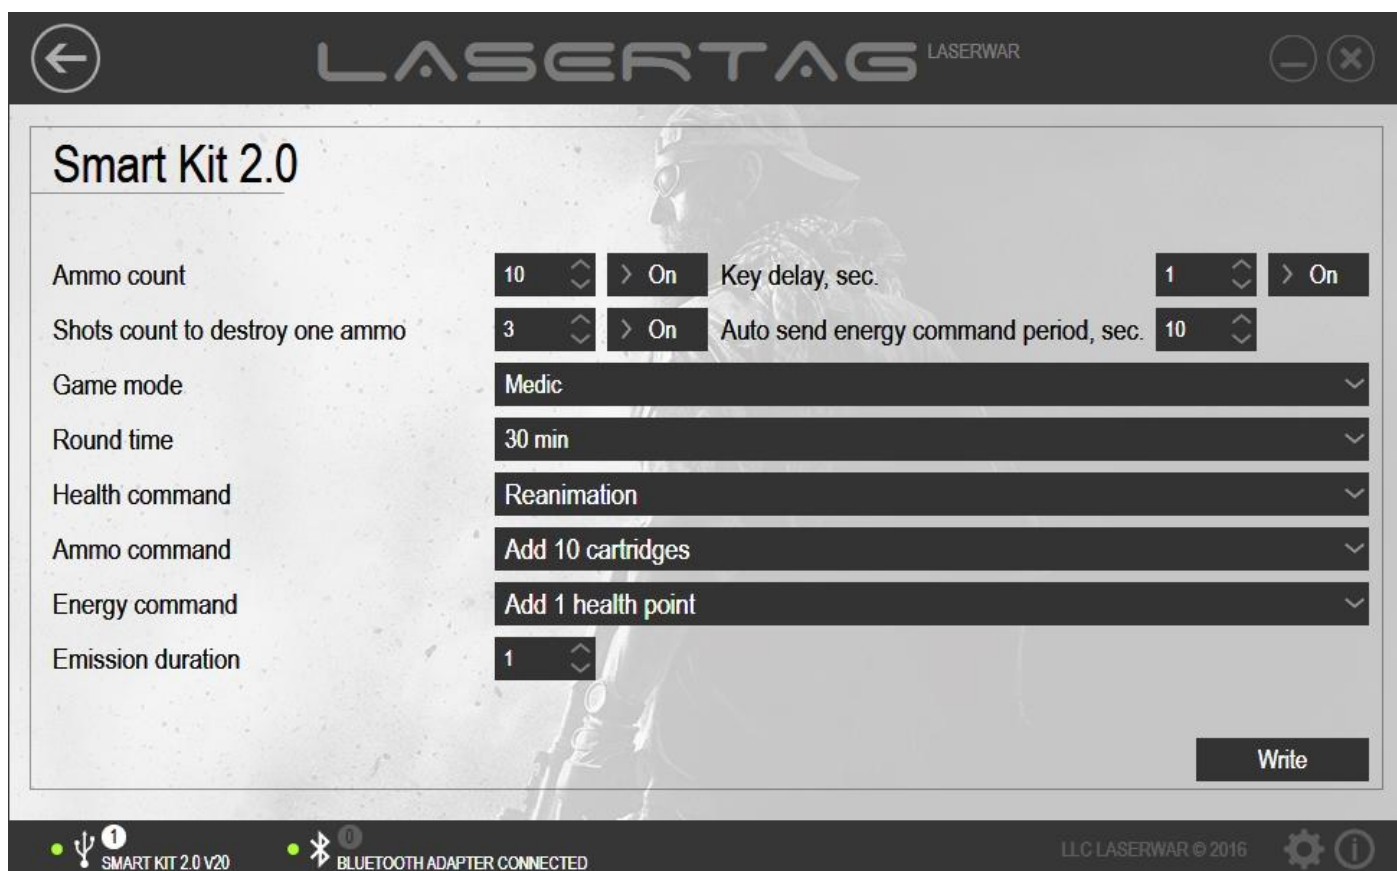 LASERTAG LASERWAR
Smart Kit 2.0
Ammo count 10 On Key delay, sec. 1 On
Shots count to destroy one ammo 3 On Auto send energy command period, sec. 10
Game mode Medic
Round time 30 min
Health command Reanimation
Ammo command Add 10 cartridges
Energy command Add 1 health point
Emission duration 1
Write
1 0
SMART KIT 2.0 V20 BLUETOOTH ADAPTER CONNECTED LLC LASERWAR © 2016